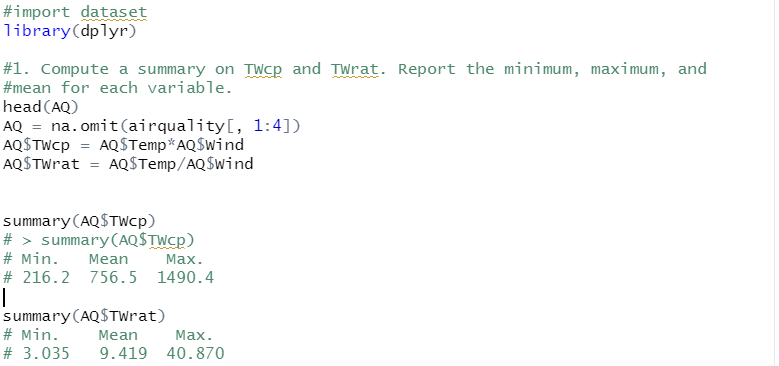 #import dataset
library(dplyr)
#1. Compute a summary on TWcp and TWrat. Report the minimum, maximum, and
#mean for each variable.
head(AQ)
AQ = na.omit(airquality[, 1:4])
AQ$TWcp = AQ$Temp*AQ$Wind
AQ$TWrat = AQ$Temp/AQ$Wind
summary(AQ$TWcp)
# > summary(AQ$TWcp)
# Min.   Mean    Max.
# 216.2  756.5  1490.4
summary(AQ$TWrat)
# Min.    Mean    Max.
# 3.035   9.419  40.870